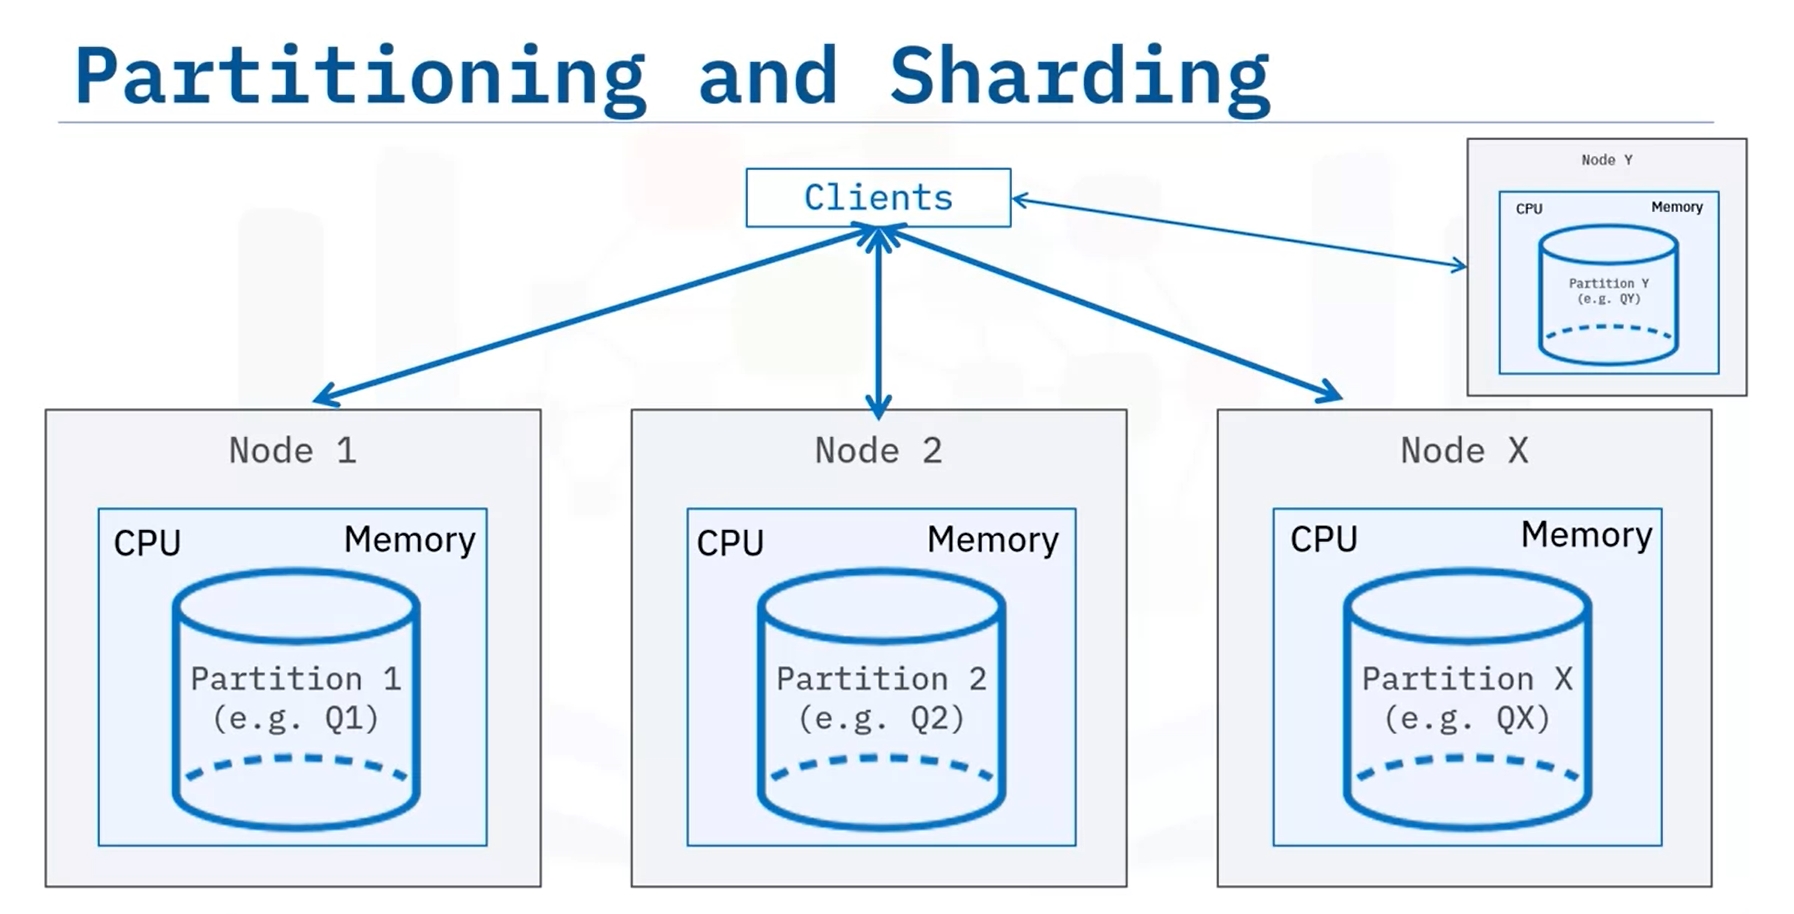 Partitioning and Sharding
Clients
Node Y
CPU Memory
Partition Y
(e.g. QY)
Node 1
CPU Memory
Partition 1
(e.g. Q1)
Node 2
CPU Memory
Partition 2
(e.g. Q2)
Node X
CPU Memory
Partition X
(e.g. QX)